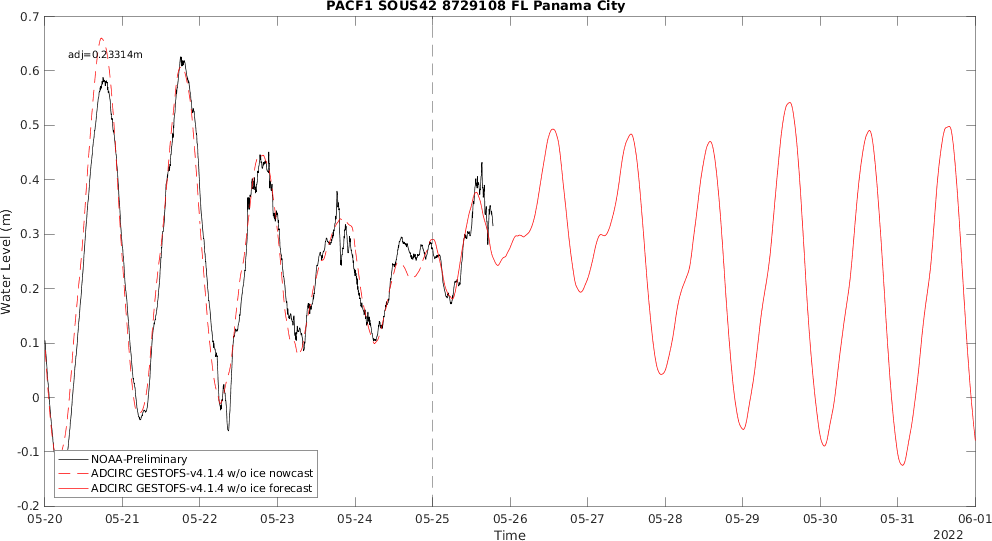 PACF1 SOUS42 8729108 FL Panama City
adj=0.23314m
0.7
0.6
0.5
0.4
0.3
0.2
0.1
0
-0.1
-0.2
Water Level (m)
NOAA-Preliminary
ADCIRC GESTOFS-v4.1.4 w/o ice nowcast
ADCIRC GESTOFS-v4.1.4 w/o ice forecast
05-20 05-21 05-22 05-23 05-24 05-25 05-26 05-27 05-28 05-29 05-30 05-31 06-01
Time
2022